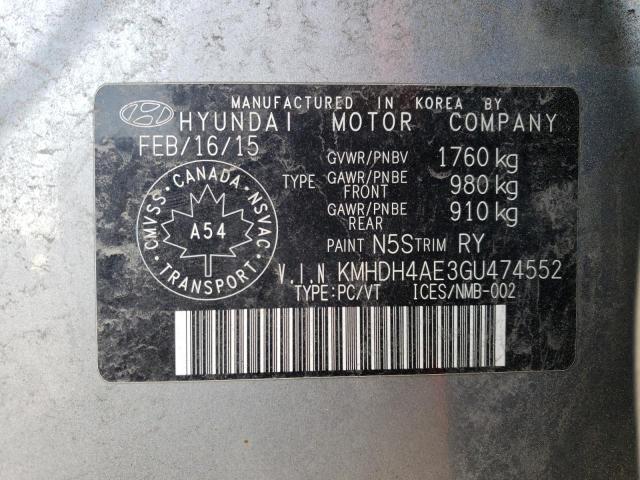 MANUFACTURED IN KOREA BY
HYUNDAI MOTOR COMPANY
FEB/16/15
GVWR/PNBV 1760 kg
TYPE GAWR/PNBE FRONT 980 kg
GAWR/PNBE REAR 910 kg
PAINT N5S TRIM RY
CMVSS · CANADA · NSVAC · TRANSPORT ·
A54
V.I.N KMHDH4AE3GU474552
TYPE:PC/VT ICES/NMB-002